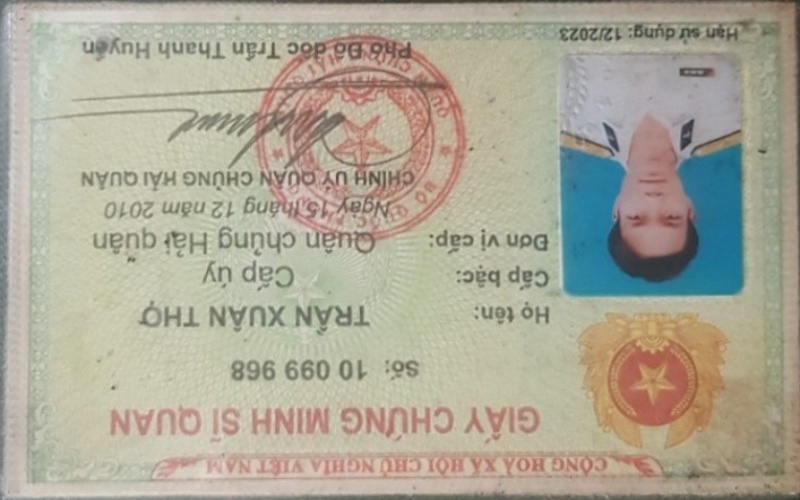 CỘNG HOÀ XÃ HỘI CHỦ NGHĨA VIỆT NAM
GIẤY CHỨNG MINH SĨ QUAN
Số: 10 099 968
Họ tên: TRẦN XUÂN THỌ
Cấp bậc: Cấp úy
Đơn vị cấp: Quân chủng Hải quân
Ngày 15 tháng 12 năm 2010
CHÍNH ỦY QUÂN CHỦNG HẢI QUÂN
Phó Đô đốc Trần Thanh Huyền
Hạn sử dụng: 12/2023